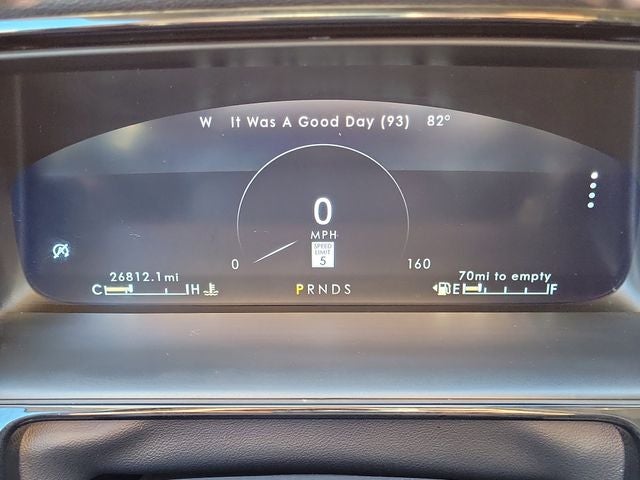 W It Was A Good Day (93) 82°
0
MPH
SPEED
LIMIT
5
0 160
26812.1 mi
70mi to empty
C H
PRNDS
E F